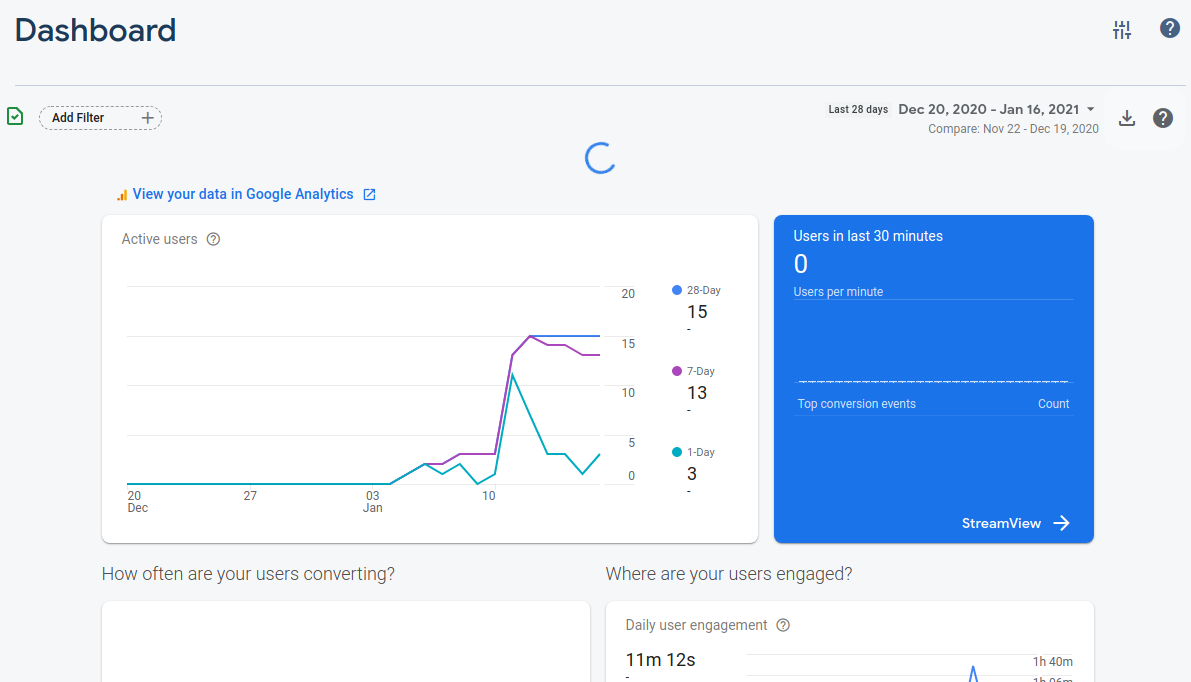 Dashboard
Add Filter
Last 28 days Dec 20, 2020 - Jan 16, 2021
Compare: Nov 22 - Dec 19, 2020
View your data in Google Analytics
Active users
20
15
10
5
0
20
Dec
27
03
Jan
10
28-Day
15
-
7-Day
13
-
1-Day
3
-
Users in last 30 minutes
0
Users per minute
Top conversion events Count
StreamView
How often are your users converting?
Where are your users engaged?
Daily user engagement
11m 12s
-
1h 40m
1h 06m